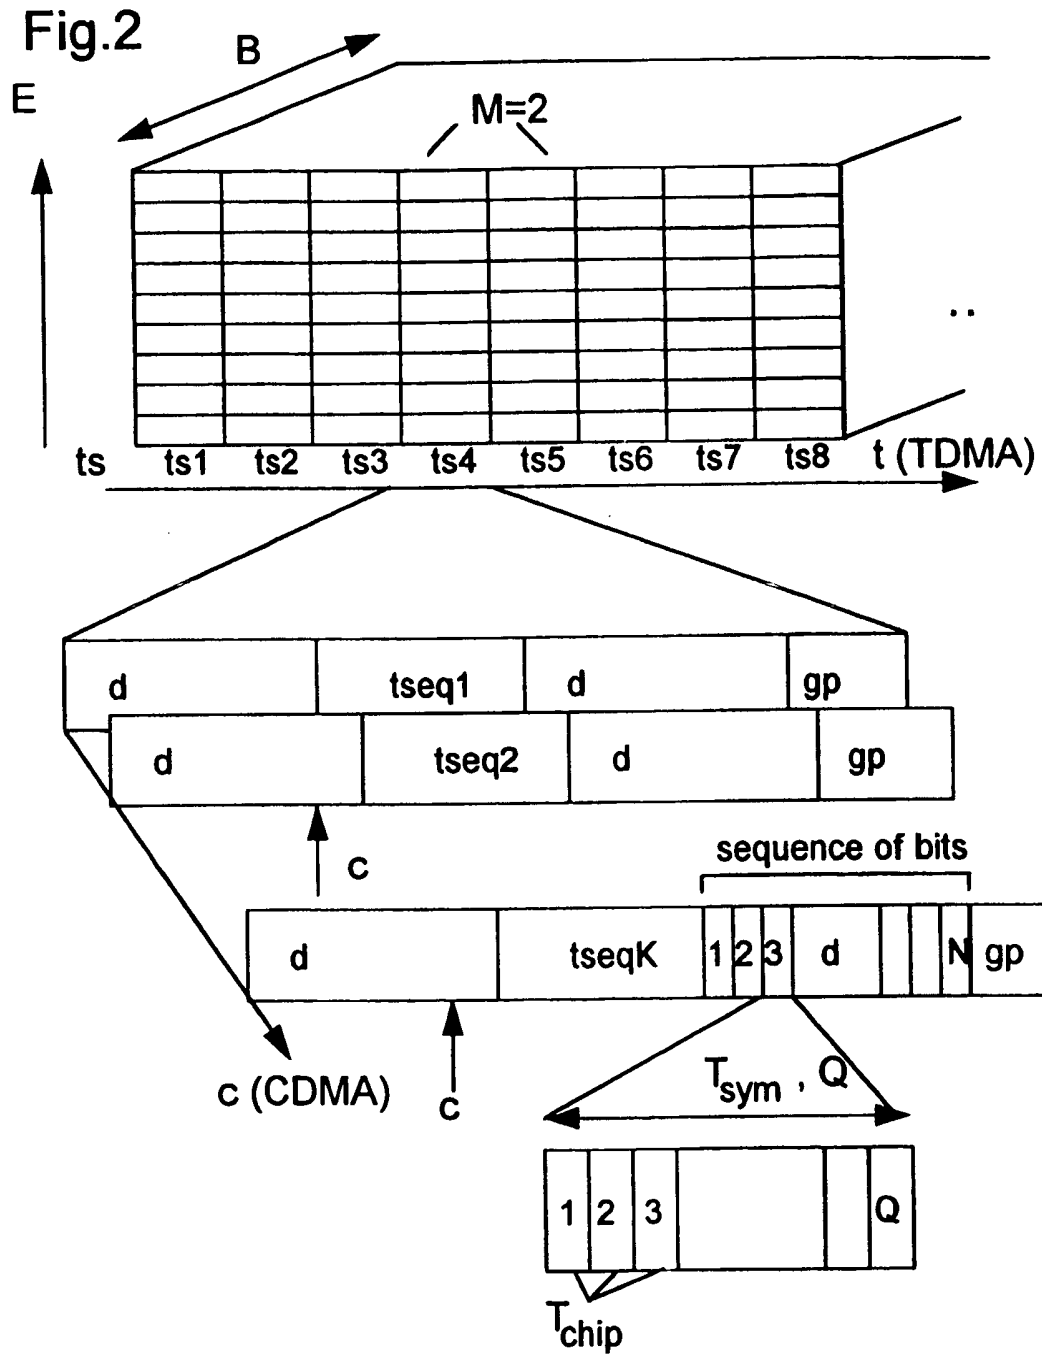 Fig.2
B
E
M=2
..
ts ts1 ts2 ts3 ts4 ts5 ts6 ts7 ts8 t (TDMA)
d tseq1 d gp
d tseq2 d gp
c
sequence of bits
d tseqK 1 2 3 d N gp
c (CDMA)
c
Tsym , Q
1 2 3 Q
Tchip